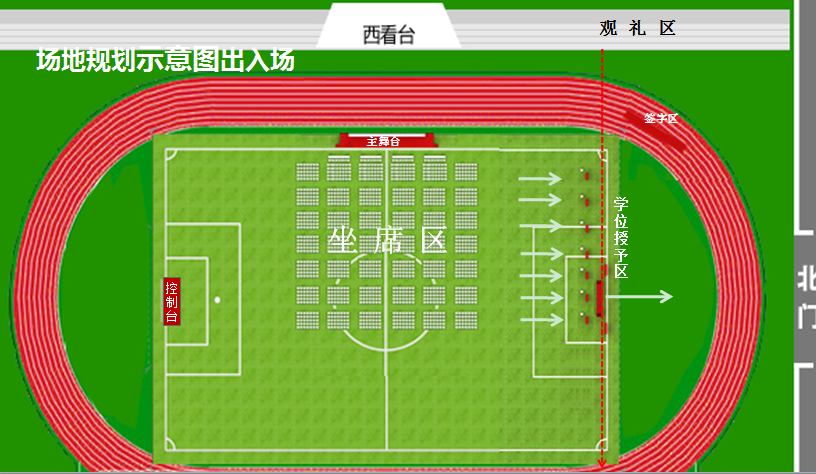 观 礼 区
西看台
场地规划示意图出入场
签字区
主舞台
学位授予区
坐 席 区
控制台
北门